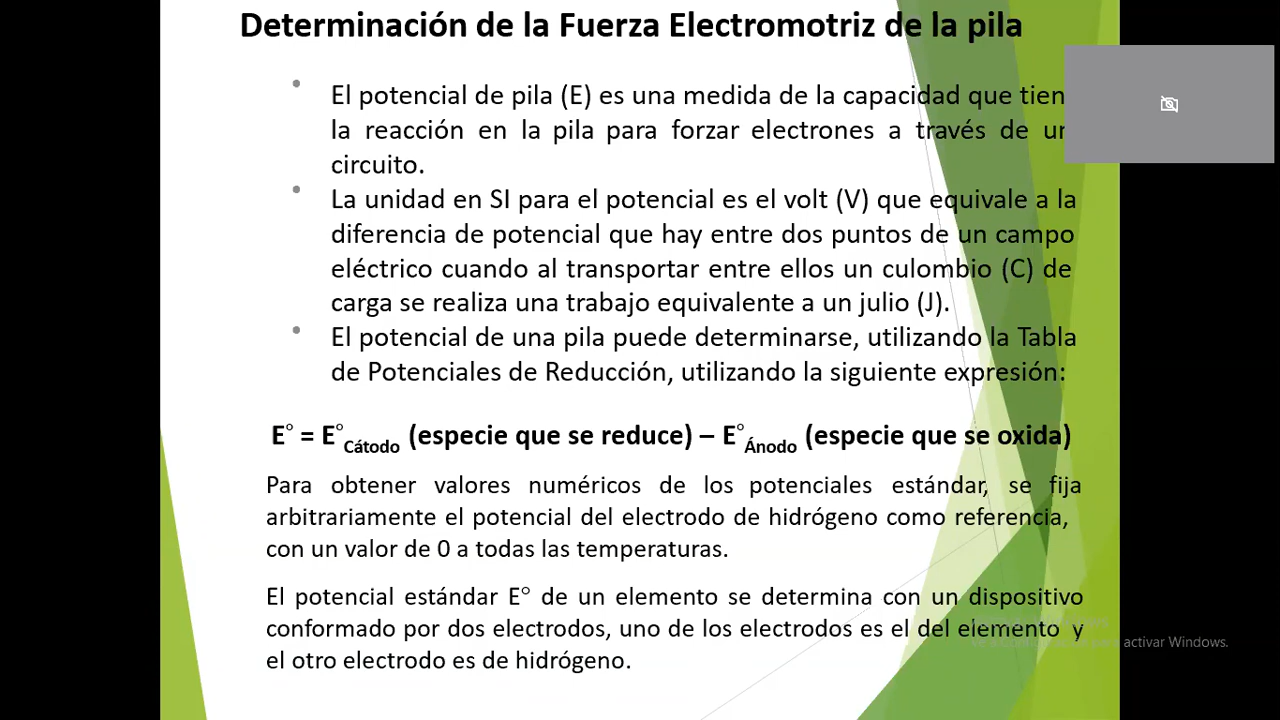 Determinación de la Fuerza Electromotriz de la pila
El potencial de pila (E) es una medida de la capacidad que tien
la reacción en la pila para forzar electrones a través de un
circuito.
La unidad en SI para el potencial es el volt (V) que equivale a la
diferencia de potencial que hay entre dos puntos de un campo
eléctrico cuando al transportar entre ellos un culombio (C) de
carga se realiza una trabajo equivalente a un julio (J).
El potencial de una pila puede determinarse, utilizando la Tabla
de Potenciales de Reducción, utilizando la siguiente expresión:
E° = E°Cátodo (especie que se reduce) – E°Ánodo (especie que se oxida)
Para obtener valores numéricos de los potenciales estándar, se fija
arbitrariamente el potencial del electrodo de hidrógeno como referencia,
con un valor de 0 a todas las temperaturas.
El potencial estándar E° de un elemento se determina con un dispositivo
conformado por dos electrodos, uno de los electrodos es el del elemento y
el otro electrodo es de hidrógeno.
activar Windows.